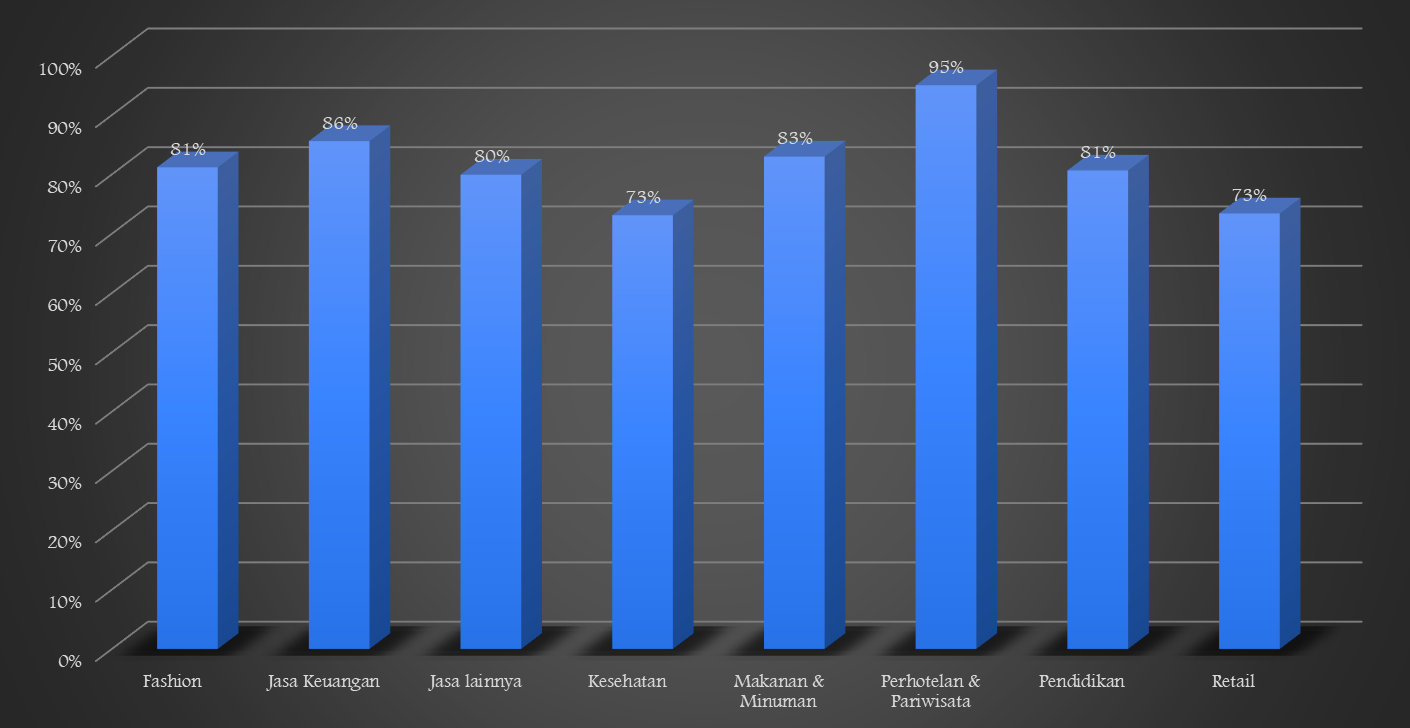 100%
90%
80%
70%
60%
50%
40%
30%
20%
10%
0%
81%
86%
80%
73%
83%
95%
81%
73%
Fashion
Jasa Keuangan
Jasa lainnya
Kesehatan
Makanan &
Minuman
Perhotelan &
Pariwisata
Pendidikan
Retail